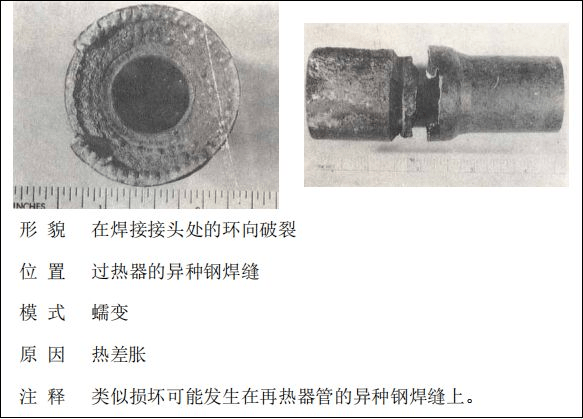 INCHES
形 貌 在焊接接头处的环向破裂
位 置 过热器的异种钢焊缝
模 式 蠕变
原 因 热差胀
注 释 类似损坏可能发生在再热器管的异种钢焊缝上。